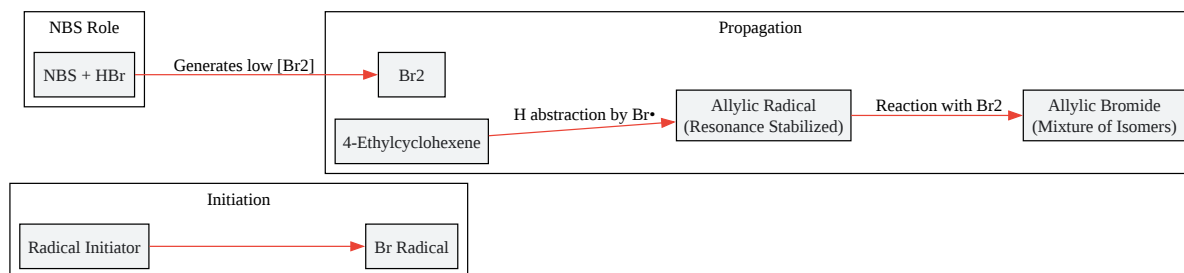 NBS Role
NBS + HBr
Generates low [Br2]
Propagation
Br2
4-Ethylcyclohexene
H abstraction by Br•
Allylic Radical
(Resonance Stabilized)
Reaction with Br2
Allylic Bromide
(Mixture of Isomers)
Initiation
Radical Initiator
Br Radical